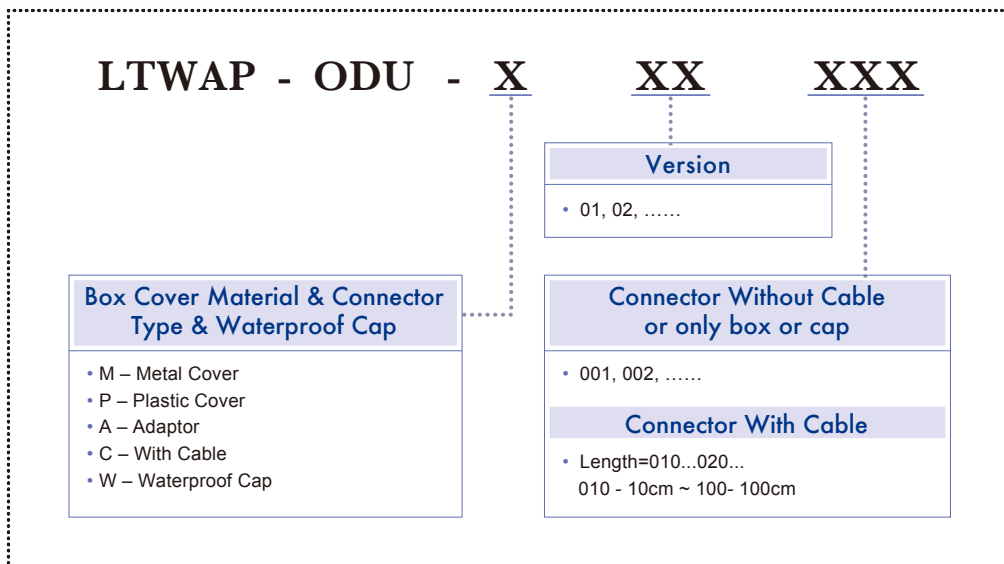 LTWAP - ODU - X XX XXX
Version
• 01, 02, ……
Box Cover Material & Connector
Type & Waterproof Cap
• M – Metal Cover
• P – Plastic Cover
• A – Adaptor
• C – With Cable
• W – Waterproof Cap
Connector Without Cable
or only box or cap
• 001, 002, ……
Connector With Cable
• Length=010...020...
010 - 10cm ~ 100- 100cm